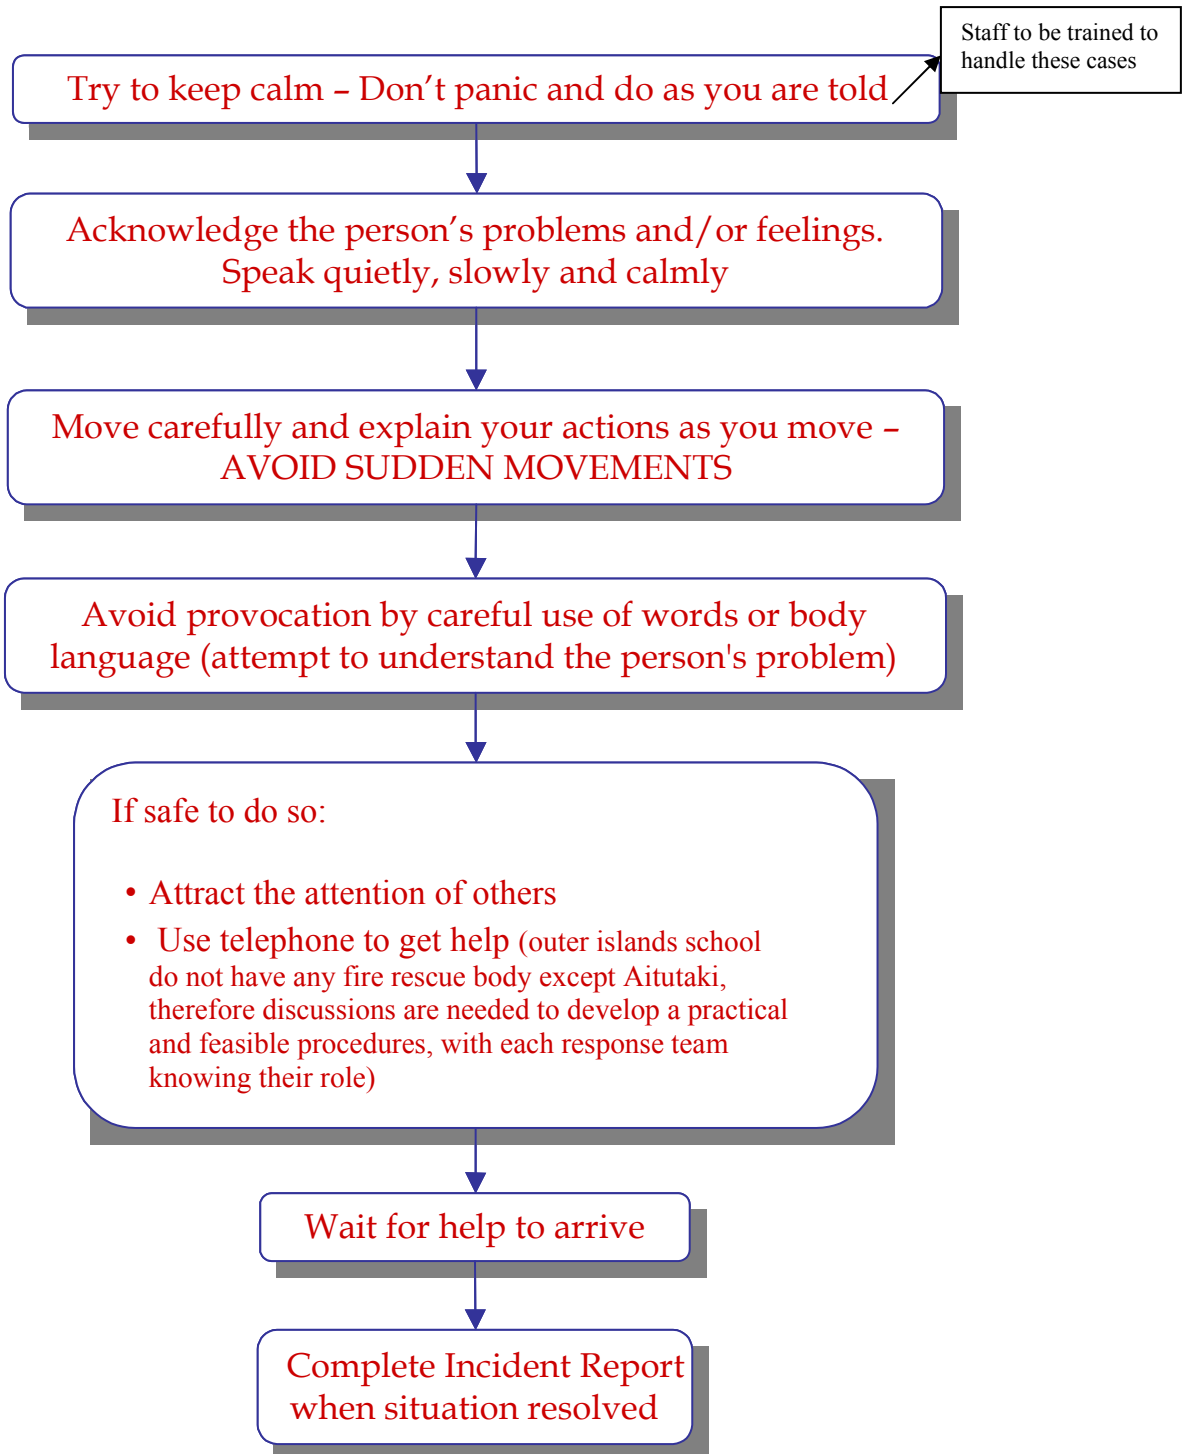 Staff to be trained to
handle these cases
Try to keep calm – Don’t panic and do as you are told
Acknowledge the person’s problems and/or feelings.
Speak quietly, slowly and calmly
Move carefully and explain your actions as you move –
AVOID SUDDEN MOVEMENTS
Avoid provocation by careful use of words or body
language (attempt to understand the person's problem)
If safe to do so:
• Attract the attention of others
• Use telephone to get help (outer islands school
do not have any fire rescue body except Aitutaki,
therefore discussions are needed to develop a practical
and feasible procedures, with each response team
knowing their role)
Wait for help to arrive
Complete Incident Report
when situation resolved